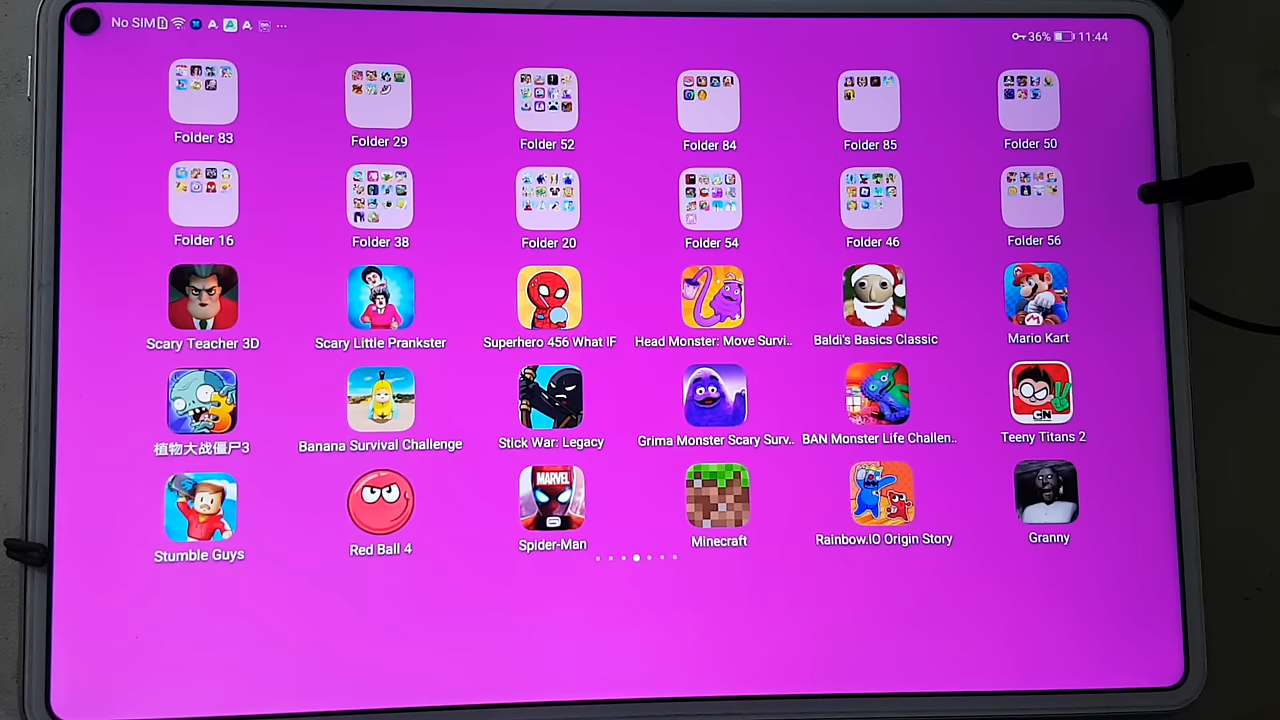 No SIM
36% 11:44
Folder 83
Folder 29
Folder 52
Folder 84
Folder 85
Folder 50
Folder 16
Folder 38
Folder 20
Folder 54
Folder 46
Folder 56
Scary Teacher 3D
Scary Little Prankster
Superhero 456 What IF
Head Monster: Move Survi..
Baldi's Basics Classic
Mario Kart
植物大战僵尸3
Banana Survival Challenge
Stick War: Legacy
Grima Monster Scary Surv..
BAN Monster Life Challen..
CN
Teeny Titans 2
Stumble Guys
Red Ball 4
MARVEL
Spider-Man
Minecraft
Rainbow.IO Origin Story
Granny